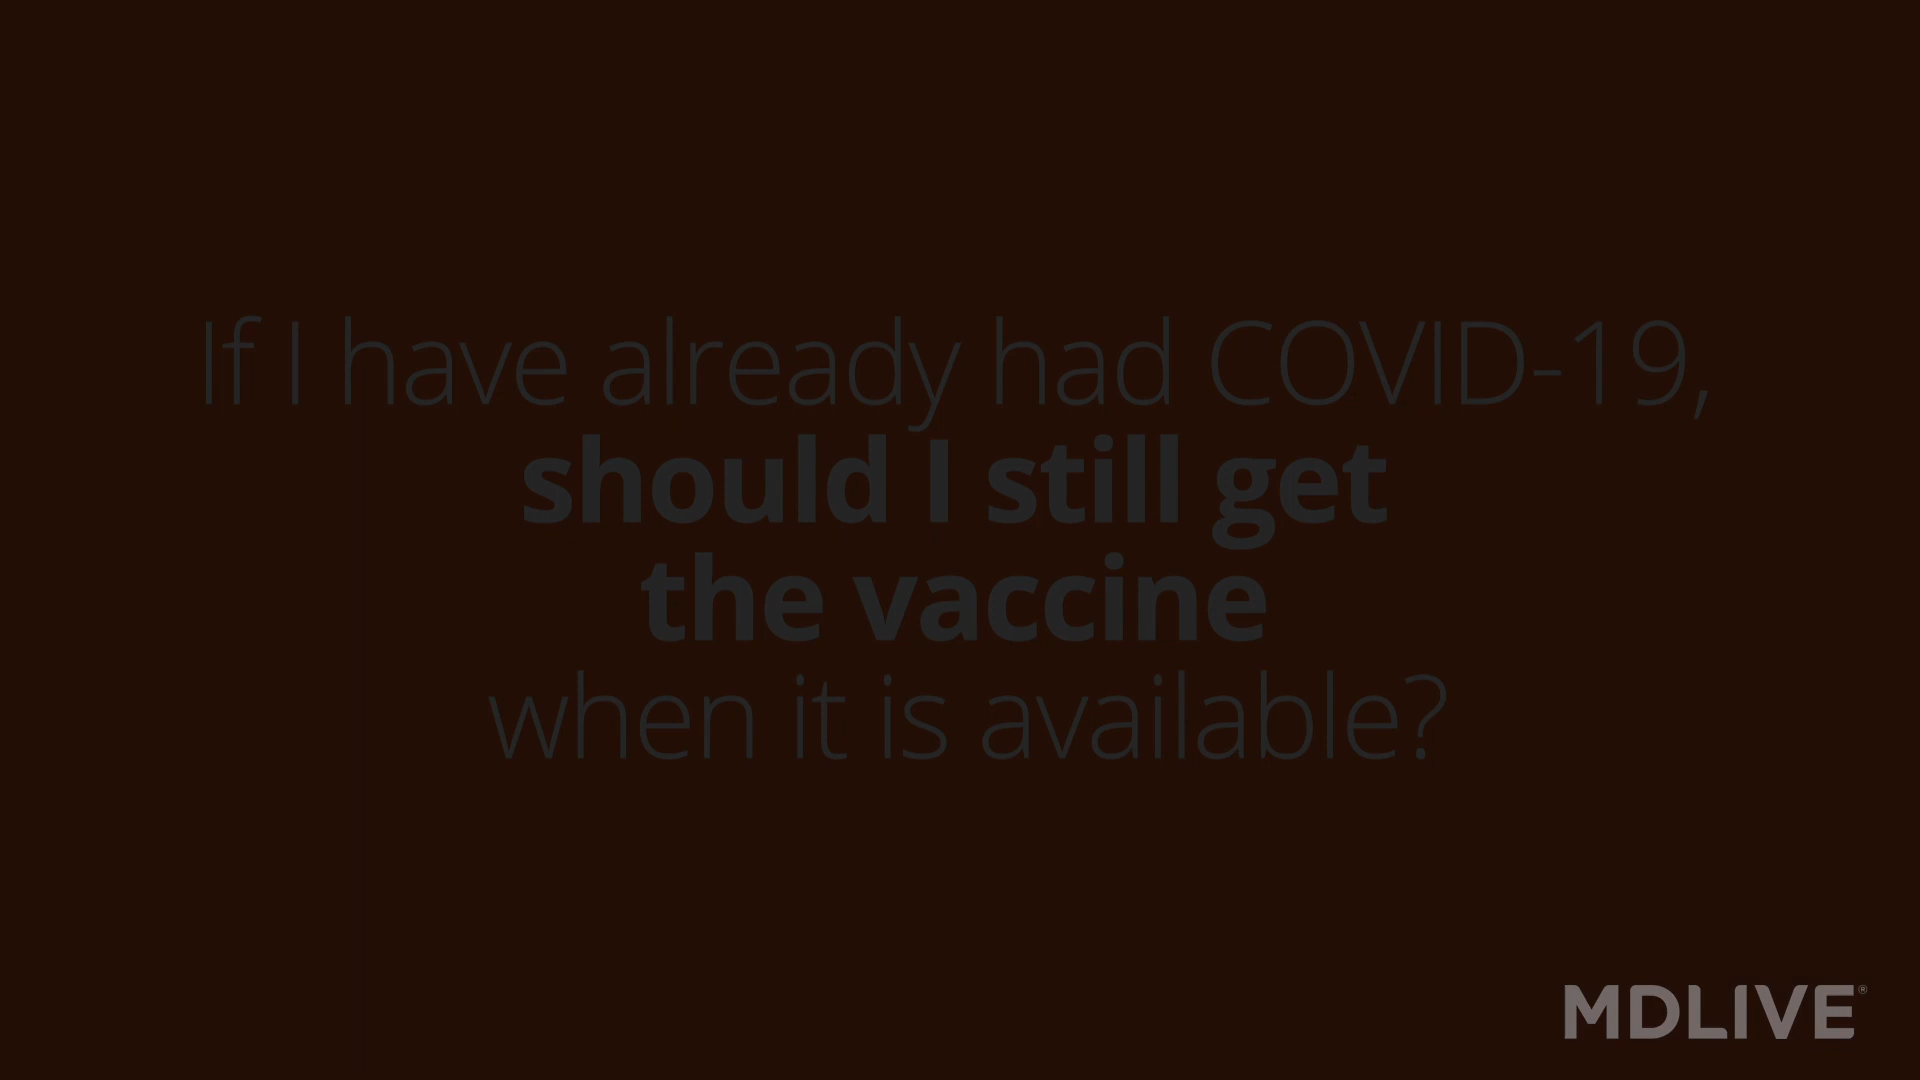 If I have already had COVID-19,
should I still get
the vaccine
when it is available?
MDLIVE®